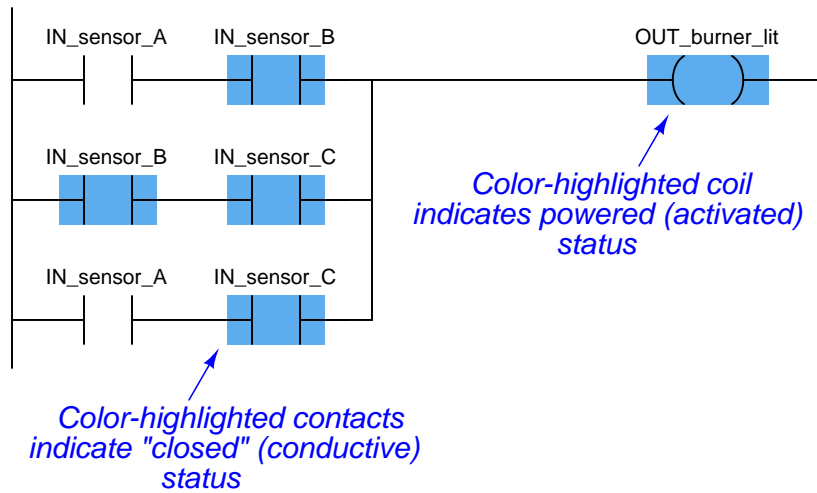 IN_sensor_A
IN_sensor_B
OUT_burner_lit
IN_sensor_B
IN_sensor_C
Color-highlighted coil
indicates powered (activated)
status
IN_sensor_A
IN_sensor_C
Color-highlighted contacts
indicate "closed" (conductive)
status